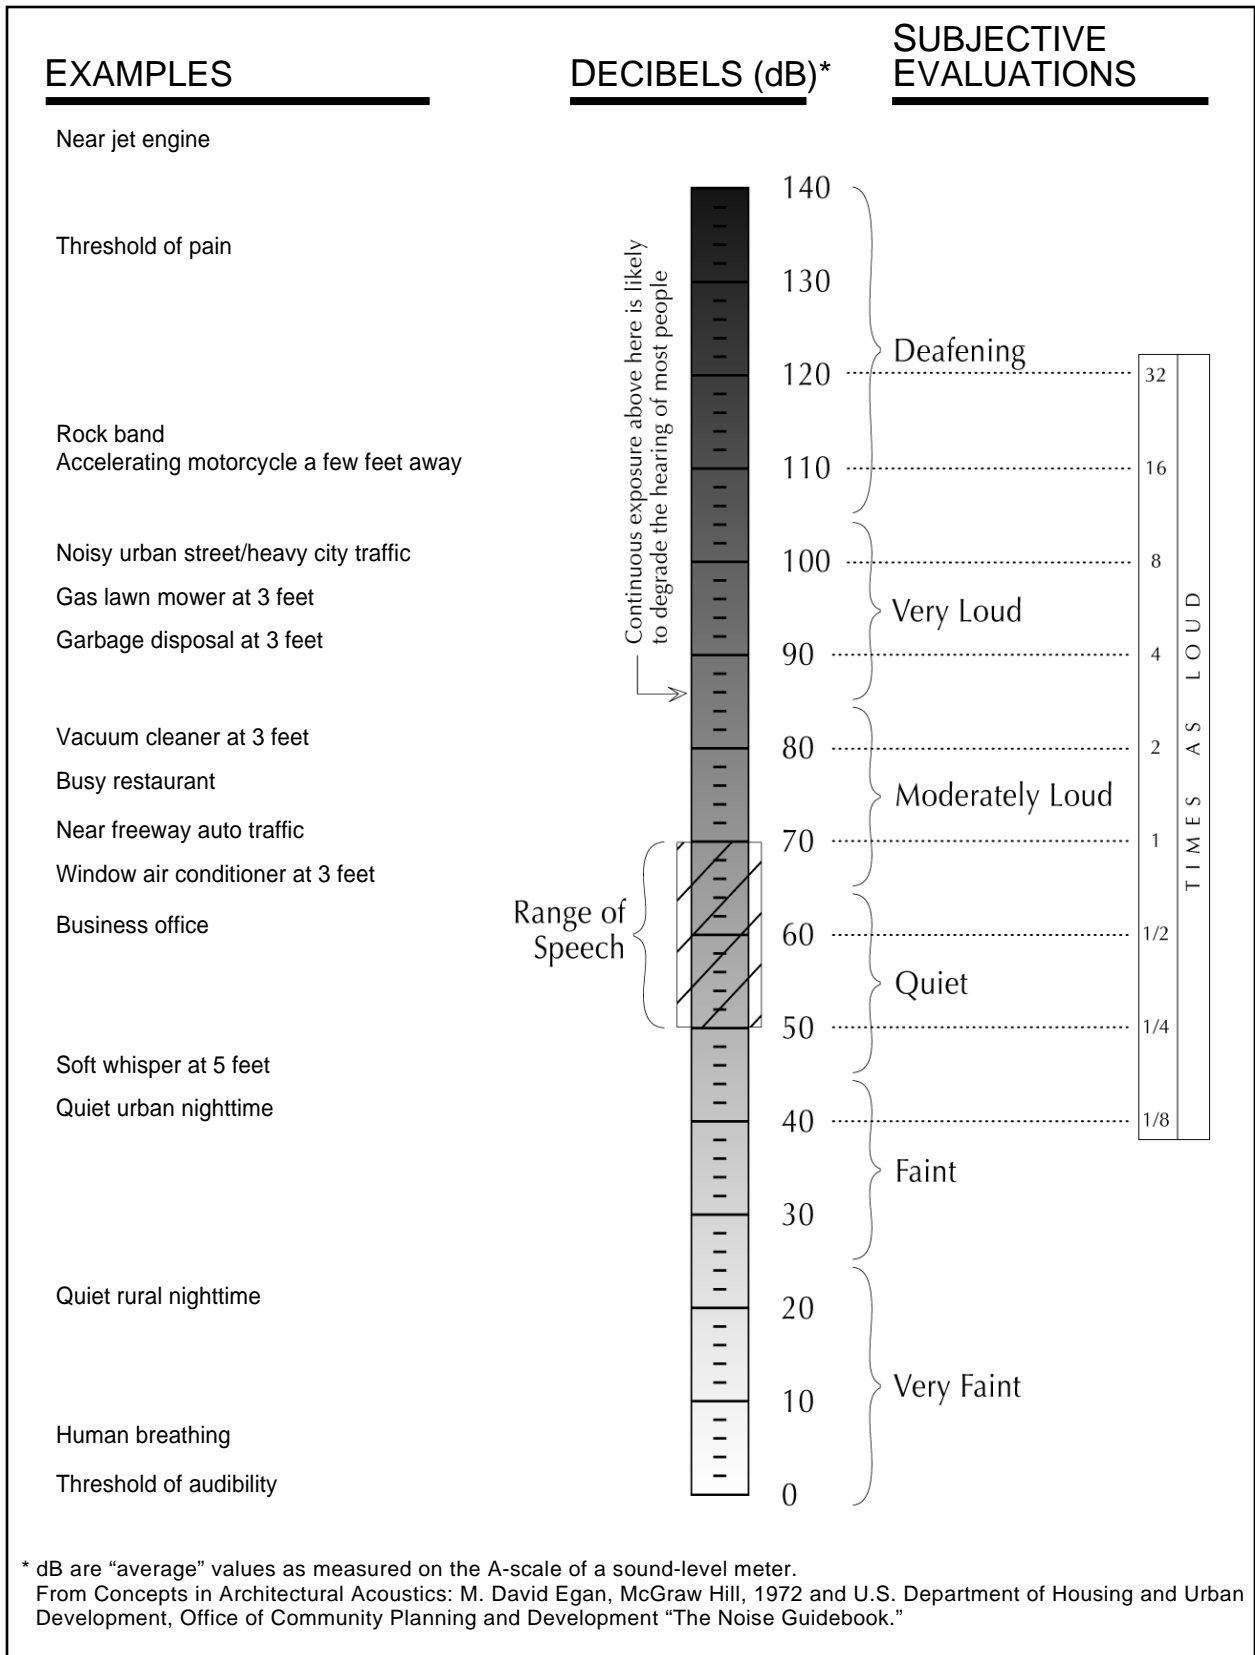 EXAMPLES
DECIBELS (dB)*
SUBJECTIVE
EVALUATIONS
Near jet engine
Threshold of pain
Rock band
Accelerating motorcycle a few feet away
Noisy urban street/heavy city traffic
Gas lawn mower at 3 feet
Garbage disposal at 3 feet
Vacuum cleaner at 3 feet
Busy restaurant
Near freeway auto traffic
Window air conditioner at 3 feet
Business office
Soft whisper at 5 feet
Quiet urban nighttime
Quiet rural nighttime
Human breathing
Threshold of audibility
Continuous exposure above here is likely
to degrade the hearing of most people
Range of
Speech
140
130
120
110
100
90
80
70
60
50
40
30
20
10
0
Deafening
Very Loud
Moderately Loud
Quiet
Faint
Very Faint
32
16
8
4
2
1
1/2
1/4
1/8
TIMES AS LOUD
* dB are “average” values as measured on the A-scale of a sound-level meter.
From Concepts in Architectural Acoustics: M. David Egan, McGraw Hill, 1972 and U.S. Department of Housing and Urban
Development, Office of Community Planning and Development “The Noise Guidebook.”